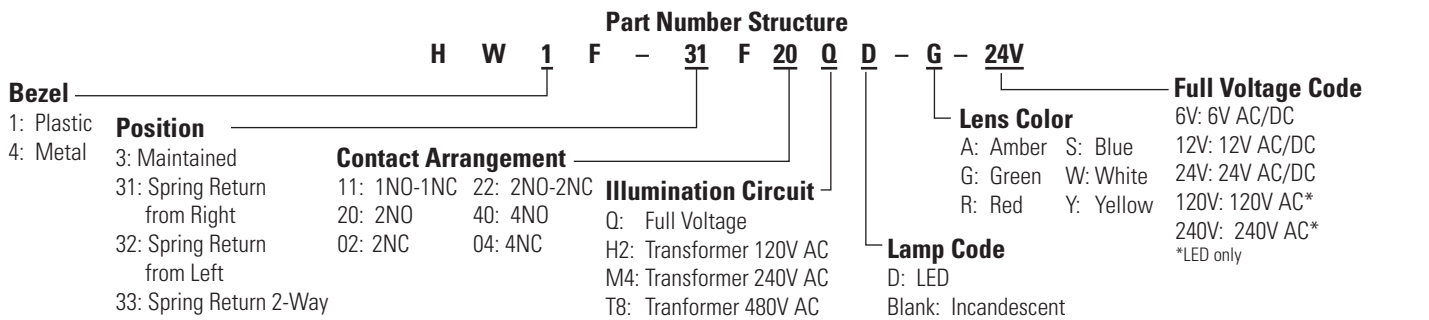 Part Number Structure
H W 1 F – 31 F 20 Q D – G – 24V
Bezel
1: Plastic
4: Metal
Position
3: Maintained
31: Spring Return
from Right
32: Spring Return
from Left
33: Spring Return 2-Way
Contact Arrangement
11: 1NO-1NC 22: 2NO-2NC
20: 2NO 40: 4NO
02: 2NC 04: 4NC
Illumination Circuit
Q: Full Voltage
H2: Transformer 120V AC
M4: Transformer 240V AC
T8: Tranformer 480V AC
Lamp Code
D: LED
Blank: Incandescent
Lens Color
A: Amber S: Blue
G: Green W: White
R: Red Y: Yellow
Full Voltage Code
6V: 6V AC/DC
12V: 12V AC/DC
24V: 24V AC/DC
120V: 120V AC*
240V: 240V AC*
*LED only